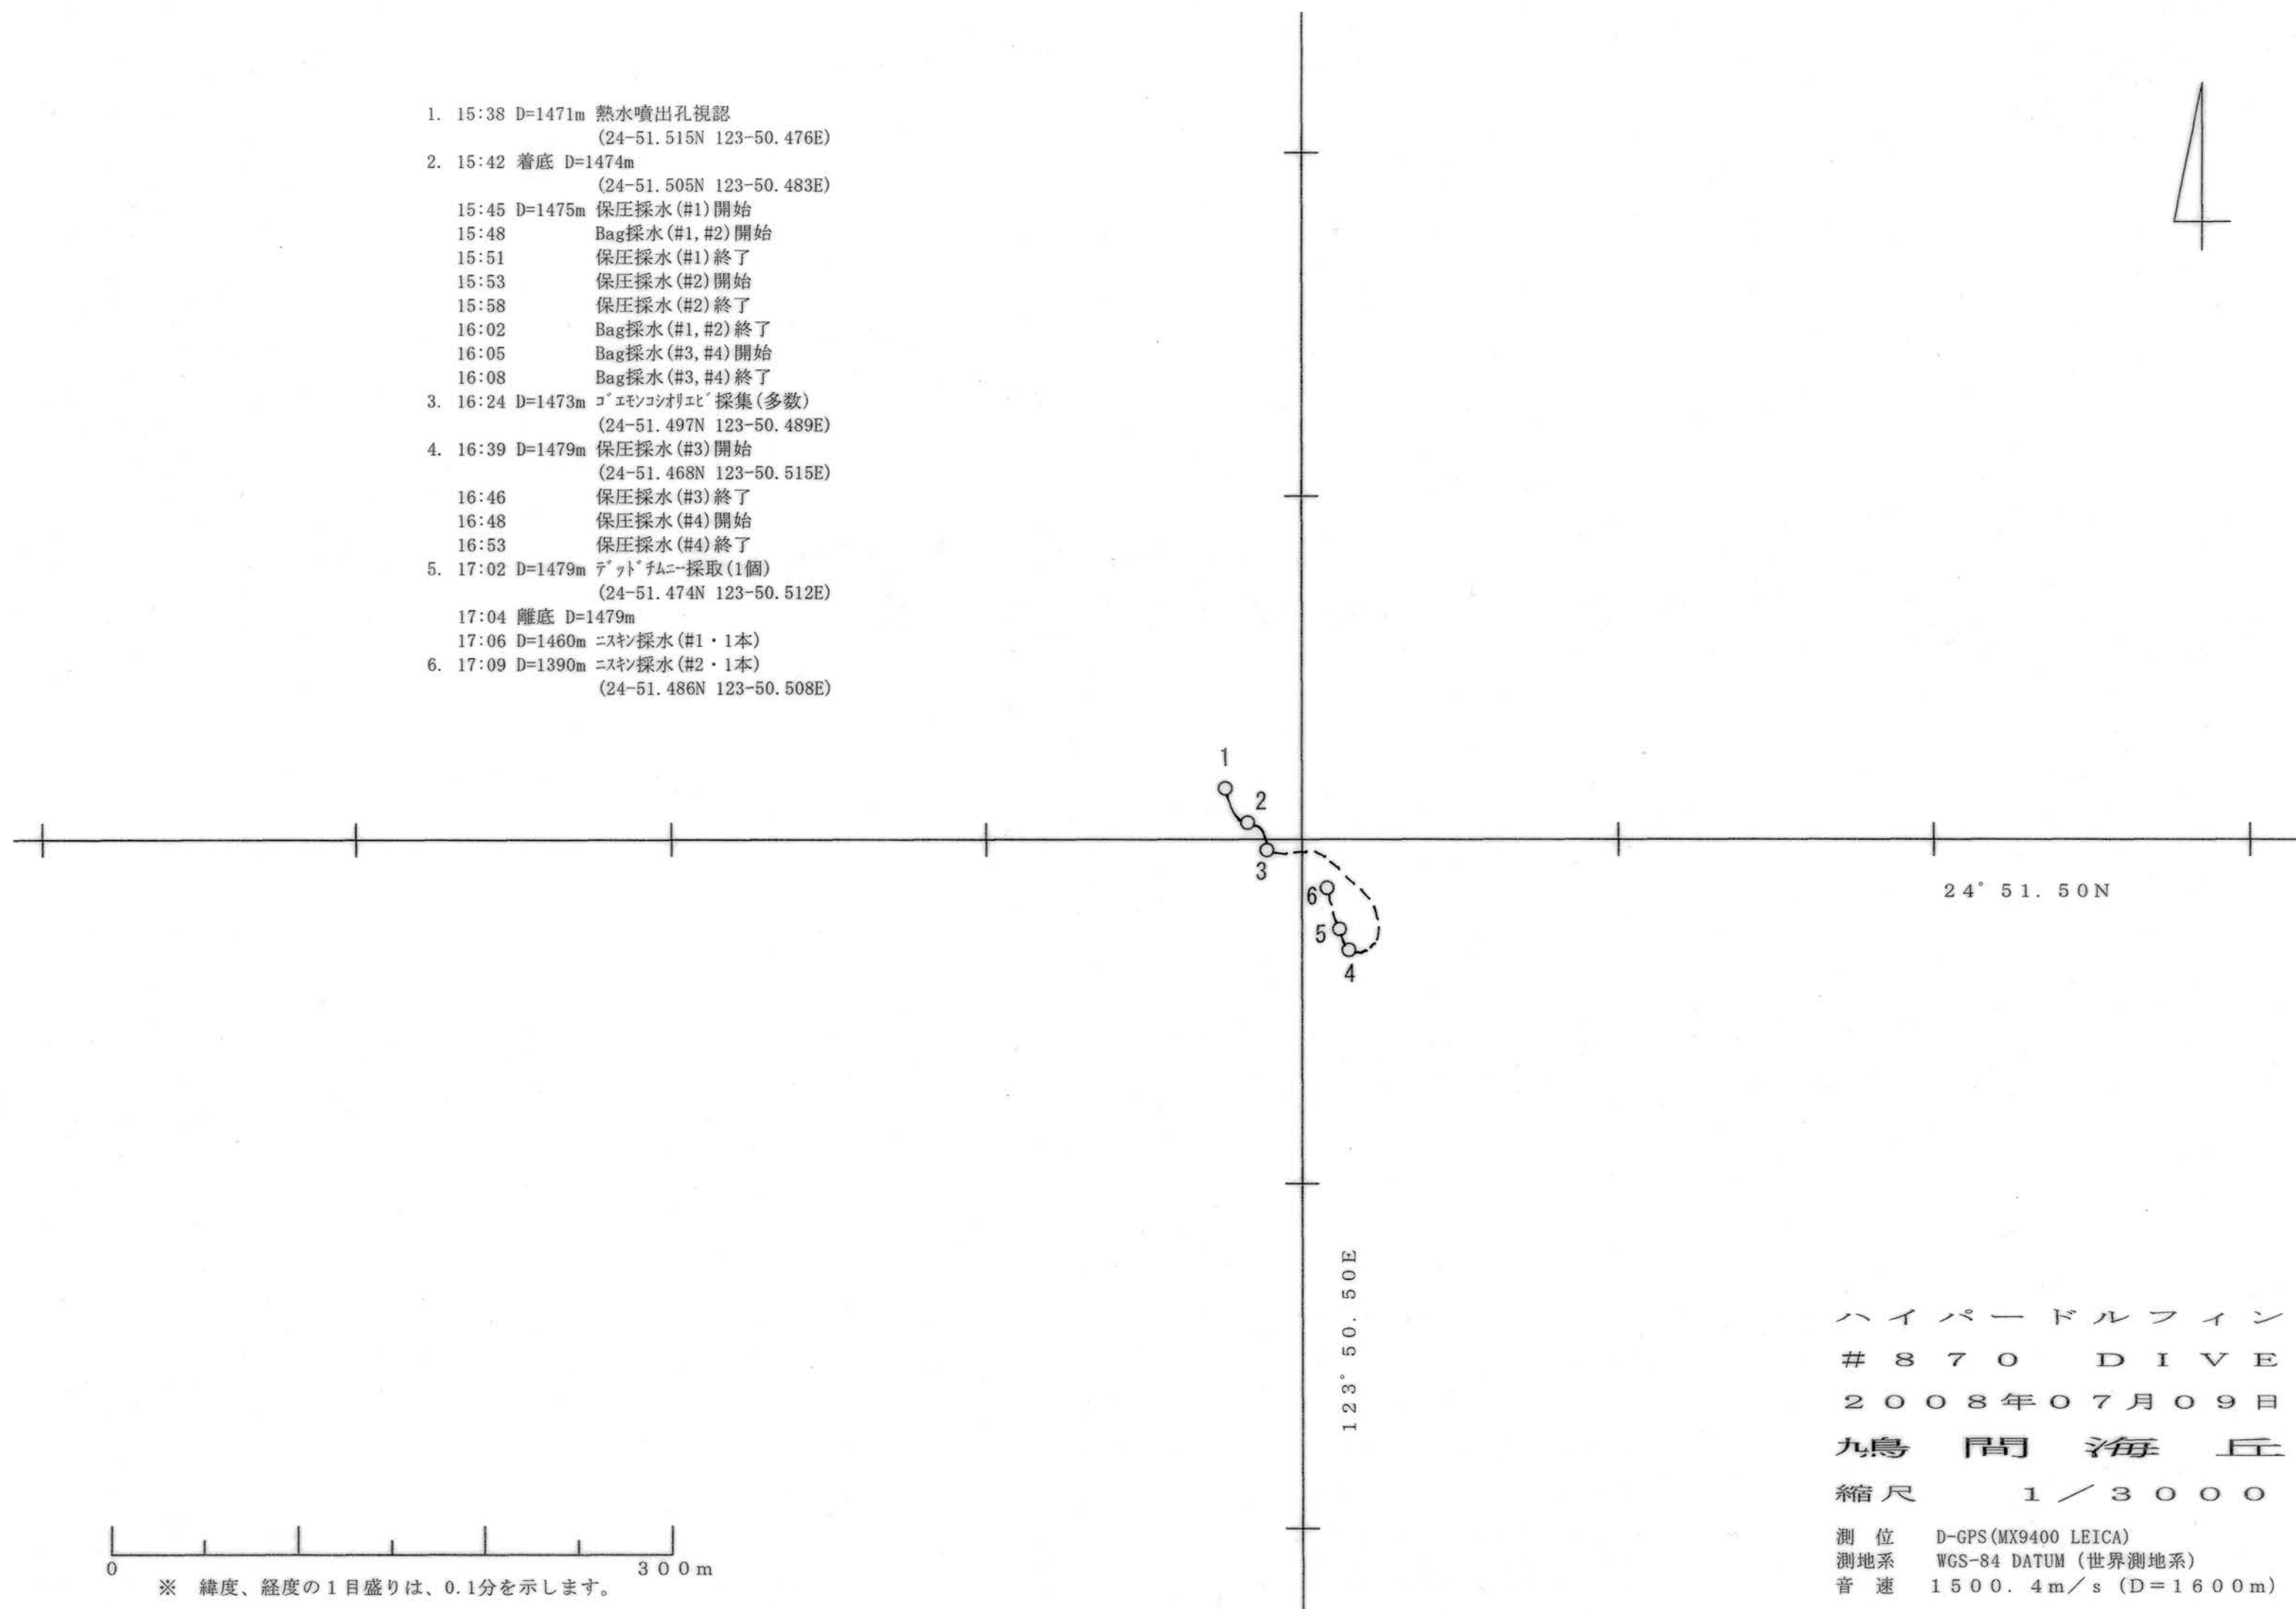 1. 15:38 D=1471m 熱水噴出孔視認
(24-51.515N 123-50.476E)
2. 15:42 着底 D=1474m
(24-51.505N 123-50.483E)
15:45 D=1475m 保圧採水(#1)開始
15:48 Bag採水(#1,#2)開始
15:51 保圧採水(#1)終了
15:53 保圧採水(#2)開始
15:58 保圧採水(#2)終了
16:02 Bag採水(#1,#2)終了
16:05 Bag採水(#3,#4)開始
16:08 Bag採水(#3,#4)終了
3. 16:24 D=1473m ｺﾞｴﾓﾝｺｼｵﾘｴﾋﾞ採集(多数)
(24-51.497N 123-50.489E)
4. 16:39 D=1479m 保圧採水(#3)開始
(24-51.468N 123-50.515E)
16:46 保圧採水(#3)終了
16:48 保圧採水(#4)開始
16:53 保圧採水(#4)終了
5. 17:02 D=1479m ﾃﾞｯﾄﾞﾁﾑﾆｰ採取(1個)
(24-51.474N 123-50.512E)
17:04 離底 D=1479m
17:06 D=1460m ﾆｽｷﾝ採水(#1・1本)
6. 17:09 D=1390m ﾆｽｷﾝ採水(#2・1本)
(24-51.486N 123-50.508E)
1
2
3
6
5
4
24°51.50N
123°50.50E
ハイパードルフィン
#870 DIVE
2008年07月09日
鳩間海丘
縮尺 1／3000
測 位 D-GPS(MX9400 LEICA)
測地系 WGS-84 DATUM (世界測地系)
音 速 1500.4m／s (D=1600m)
0 300m
※ 緯度、経度の1目盛りは、0.1分を示します。